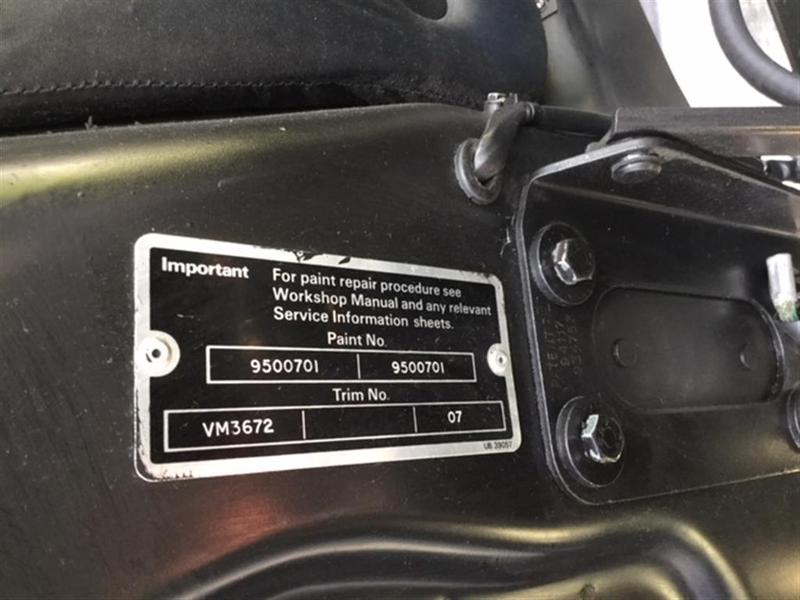 Important
For paint repair procedure see
Workshop Manual and any relevant
Service Information sheets.
Paint No.
9500701 9500701
Trim No.
VM3672 07
UB 39057